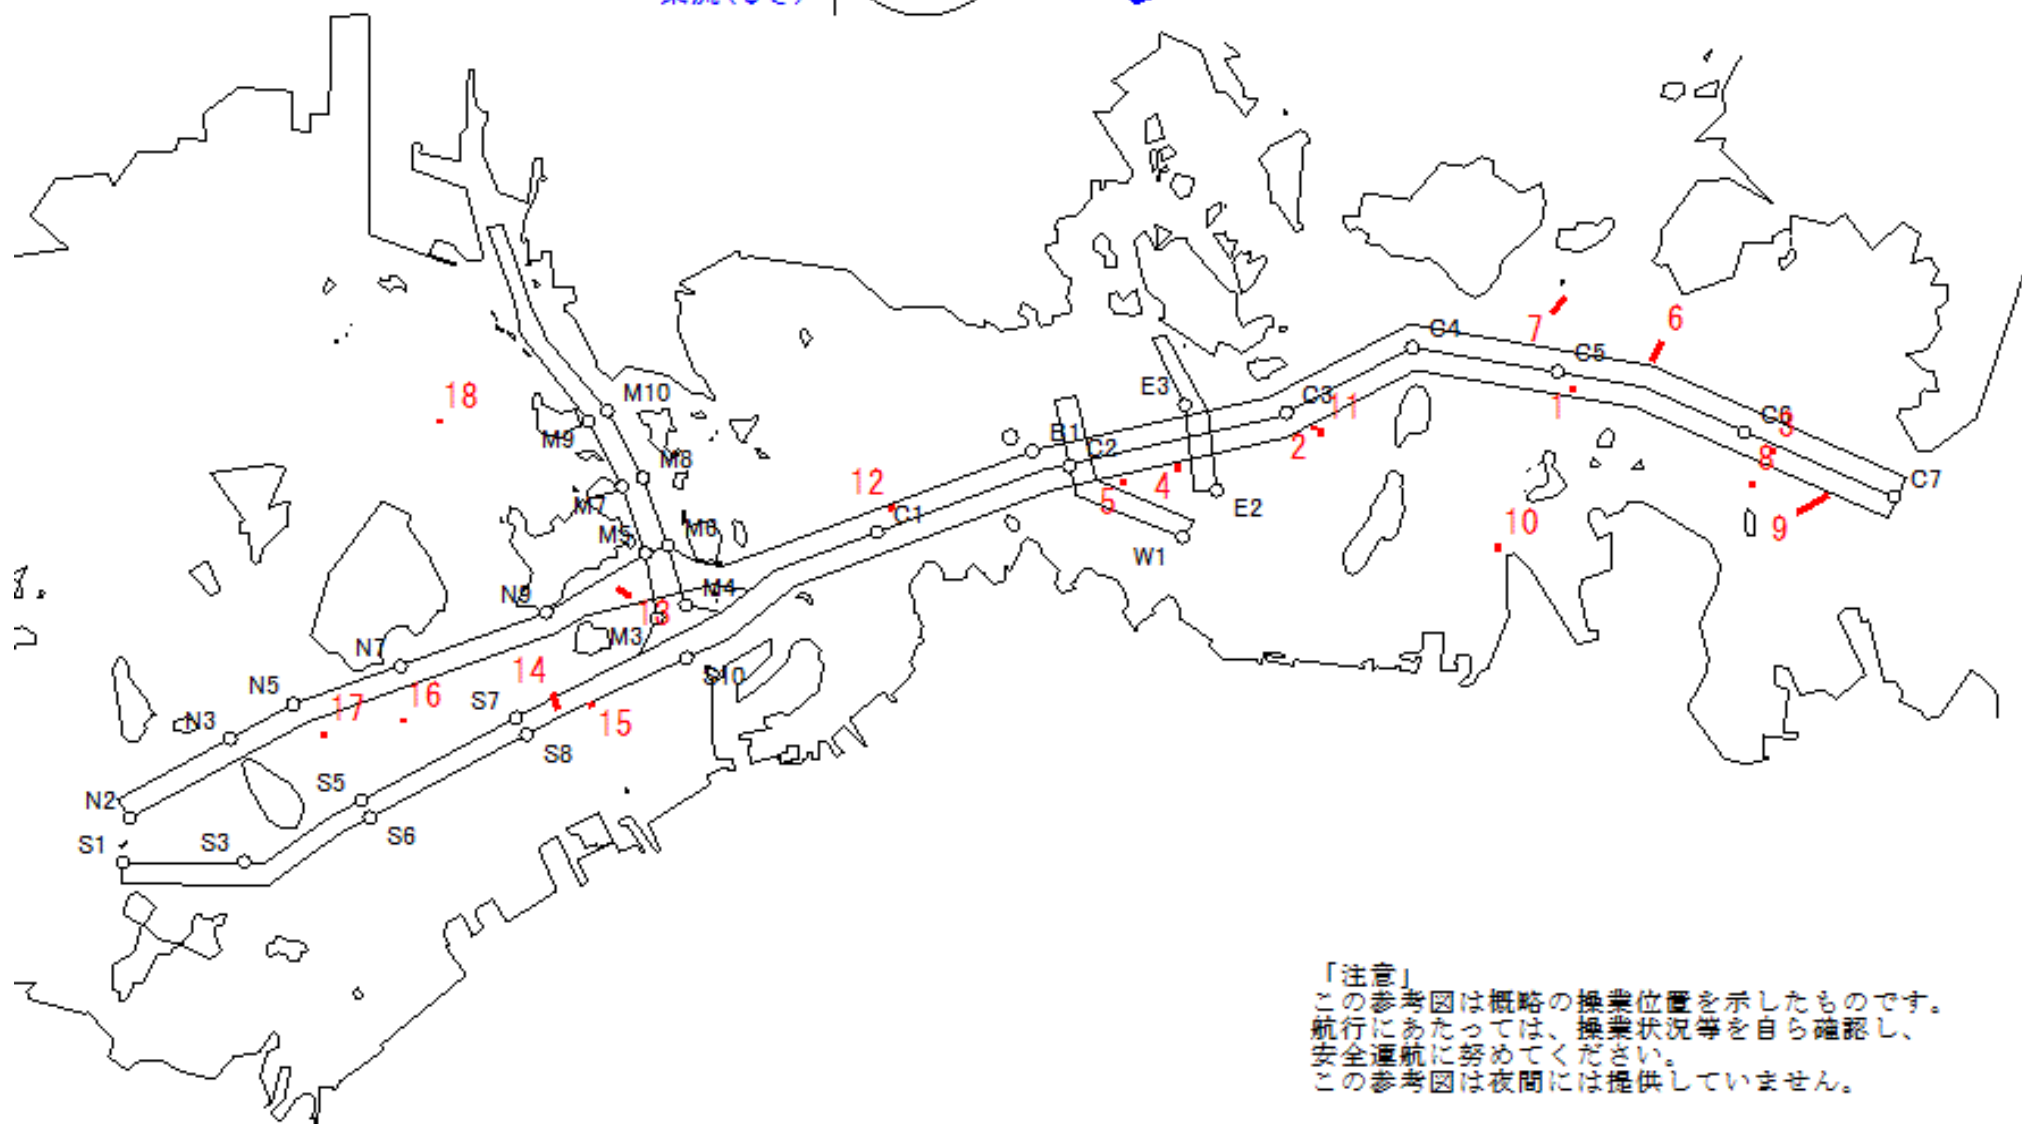 C4
6
7
C5
E3
M10
C3
11
1
18
C6
3
M9
B1
2
C2
M8
8
C7
12
4
5
M7
E2
10
C1
9
M5
M6
W1
N9
M4
13
M3
N7
14
S10
N5
17
16
S7
15
N3
S8
S5
N2
S6
S1
S3
「注意」
この参考図は概略の操業位置を示したものです。
航行にあたっては、操業状況等を自ら確認し、
安全運航に努めてください。
この参考図は夜間には提供していません。